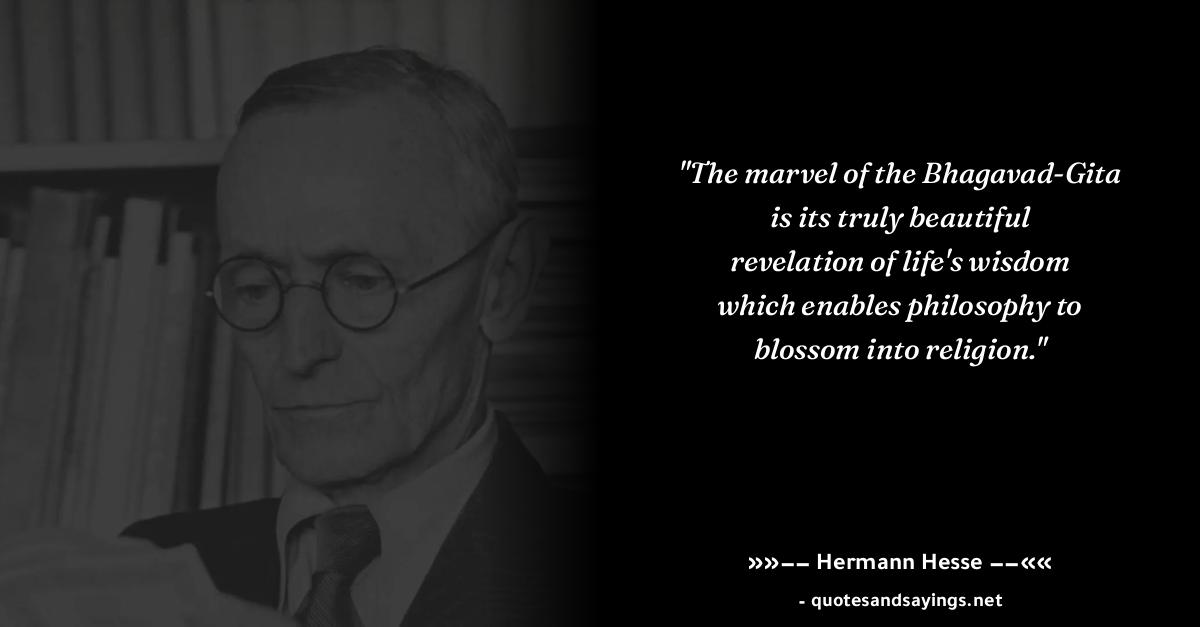 "The marvel of the Bhagavad-Gita
is its truly beautiful
revelation of life's wisdom
which enables philosophy to
blossom into religion."
»»−− Hermann Hesse −−««
- quotesandsayings.net